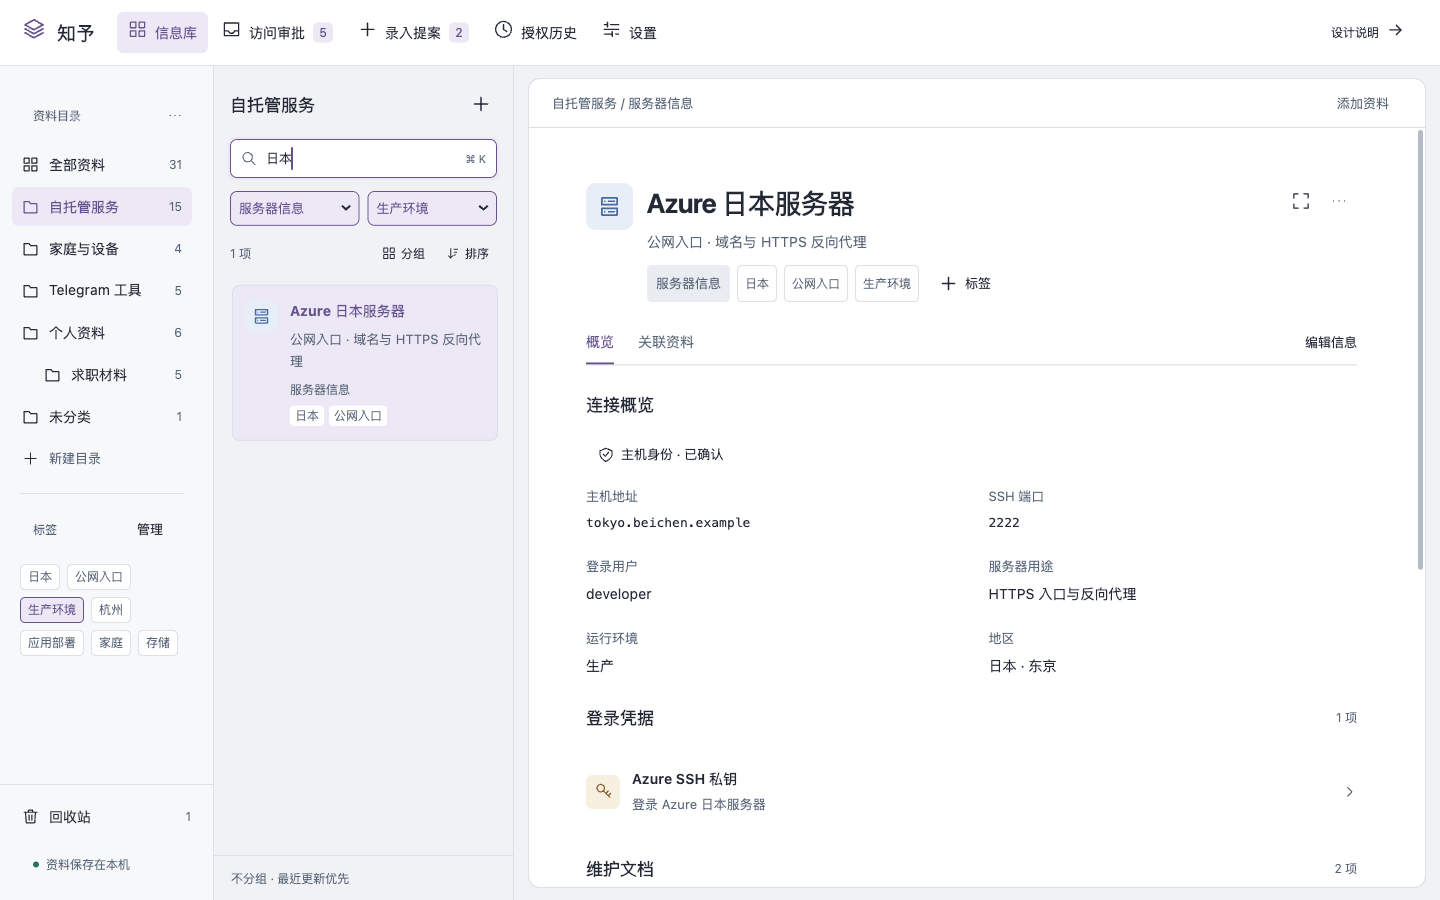 知予
信息库
访问审批 5
录入提案 2
授权历史
设置
设计说明
资料目录 ···
全部资料 31
自托管服务 15
家庭与设备 4
Telegram 工具 5
个人资料 6
求职材料 5
未分类 1
新建目录
标签 管理
日本 公网入口
生产环境 杭州
应用部署 家庭 存储
回收站 1
资料保存在本机
自托管服务
日本 ⌘ K
服务器信息 生产环境
1 项 分组 排序
Azure 日本服务器
公网入口 · 域名与 HTTPS 反向代
理
服务器信息
日本 公网入口
不分组 · 最近更新优先
自托管服务 / 服务器信息 添加资料
Azure 日本服务器 ···
公网入口 · 域名与 HTTPS 反向代理
服务器信息 日本 公网入口 生产环境 标签
概览 关联资料 编辑信息
连接概览
主机身份 · 已确认
主机地址 SSH 端口
tokyo.beichen.example 2222
登录用户 服务器用途
developer HTTPS 入口与反向代理
运行环境 地区
生产 日本 · 东京
登录凭据 1 项
Azure SSH 私钥
登录 Azure 日本服务器
维护文档 2 项